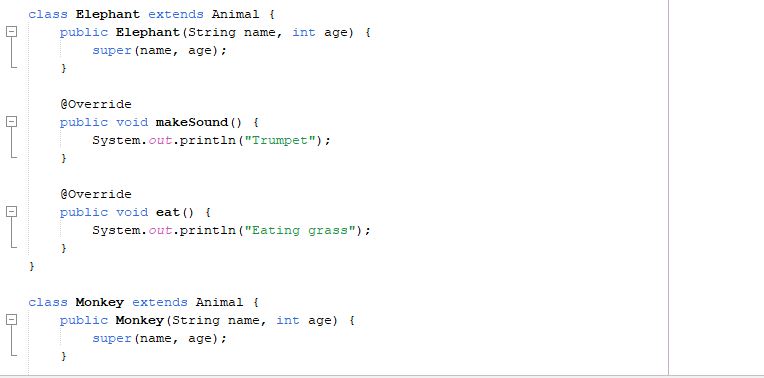 class Elephant extends Animal {
public Elephant(String name, int age) {
super(name, age);
}
@Override
public void makeSound() {
System.out.println("Trumpet");
}
@Override
public void eat() {
System.out.println("Eating grass");
}
}
class Monkey extends Animal {
public Monkey(String name, int age) {
super(name, age);
}